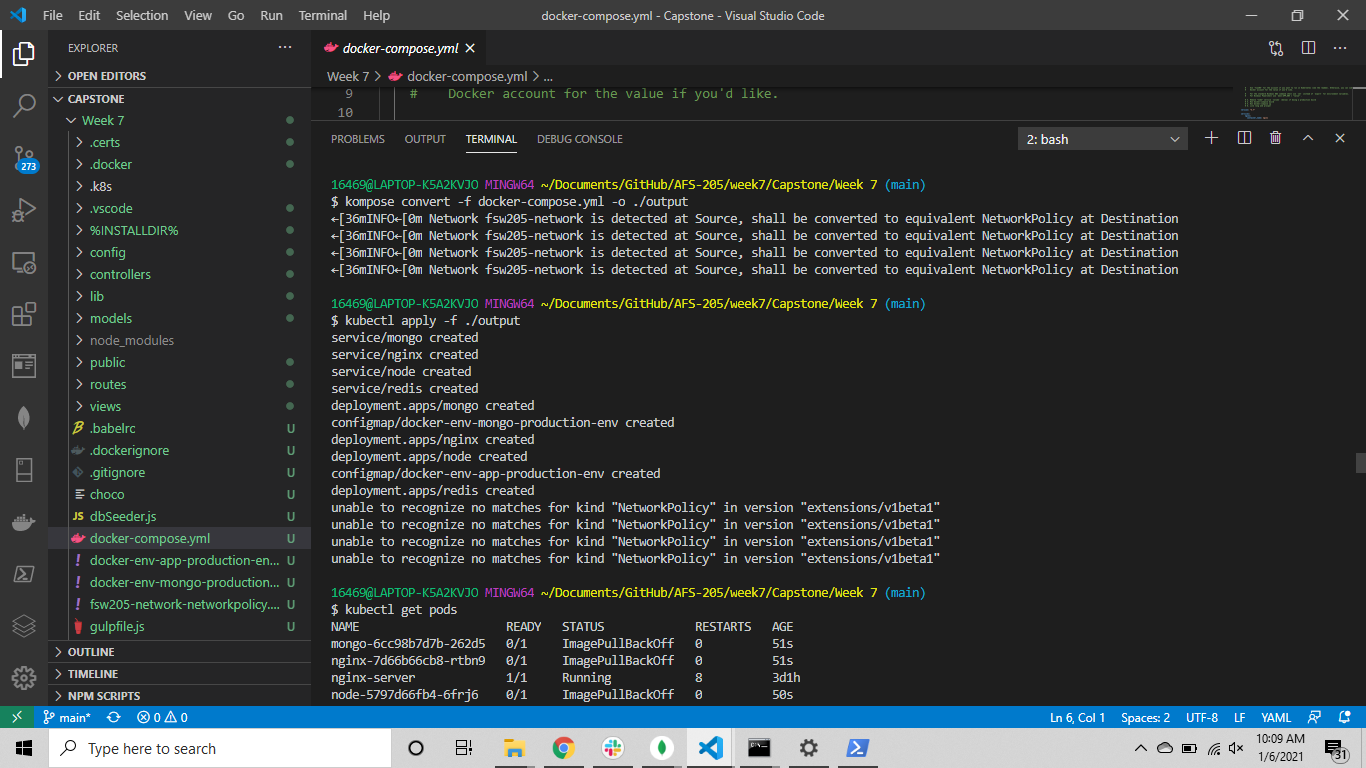 File Edit Selection View Go Run Terminal Help docker-compose.yml - Capstone - Visual Studio Code
EXPLORER
OPEN EDITORS
CAPSTONE
Week 7
.certs
.docker
.k8s
.vscode
%INSTALLDIR%
config
controllers
lib
models
node_modules
public
routes
views
.babelrc U
.dockerignore U
.gitignore U
choco U
JS dbSeeder.js U
docker-compose.yml U
! docker-env-app-production-en... U
! docker-env-mongo-production... U
! fsw205-network-networkpolicy.... U
gulpfile.js U
OUTLINE
TIMELINE
NPM SCRIPTS
273
docker-compose.yml
Week 7 > docker-compose.yml > ...
9 # Docker account for the value if you'd like.
10
PROBLEMS OUTPUT TERMINAL DEBUG CONSOLE 2: bash
16469@LAPTOP-K5A2KVJO MINGW64 ~/Documents/GitHub/AFS-205/week7/Capstone/Week 7 (main)
$ kompose convert -f docker-compose.yml -o ./output
←[36mINFO←[0m Network fsw205-network is detected at Source, shall be converted to equivalent NetworkPolicy at Destination
←[36mINFO←[0m Network fsw205-network is detected at Source, shall be converted to equivalent NetworkPolicy at Destination
←[36mINFO←[0m Network fsw205-network is detected at Source, shall be converted to equivalent NetworkPolicy at Destination
←[36mINFO←[0m Network fsw205-network is detected at Source, shall be converted to equivalent NetworkPolicy at Destination
16469@LAPTOP-K5A2KVJO MINGW64 ~/Documents/GitHub/AFS-205/week7/Capstone/Week 7 (main)
$ kubectl apply -f ./output
service/mongo created
service/nginx created
service/node created
service/redis created
deployment.apps/mongo created
configmap/docker-env-mongo-production-env created
deployment.apps/nginx created
deployment.apps/node created
configmap/docker-env-app-production-env created
deployment.apps/redis created
unable to recognize no matches for kind "NetworkPolicy" in version "extensions/v1beta1"
unable to recognize no matches for kind "NetworkPolicy" in version "extensions/v1beta1"
unable to recognize no matches for kind "NetworkPolicy" in version "extensions/v1beta1"
unable to recognize no matches for kind "NetworkPolicy" in version "extensions/v1beta1"
16469@LAPTOP-K5A2KVJO MINGW64 ~/Documents/GitHub/AFS-205/week7/Capstone/Week 7 (main)
$ kubectl get pods
NAME READY STATUS RESTARTS AGE
mongo-6cc98b7d7b-262d5 0/1 ImagePullBackOff 0 51s
nginx-7d66b66cb8-rtbn9 0/1 ImagePullBackOff 0 51s
nginx-server 1/1 Running 8 3d1h
node-5797d66fb4-6frj6 0/1 ImagePullBackOff 0 50s
main* 0 0 Ln 6, Col 1 Spaces: 2 UTF-8 LF YAML
Type here to search
10:09 AM
1/6/2021
31